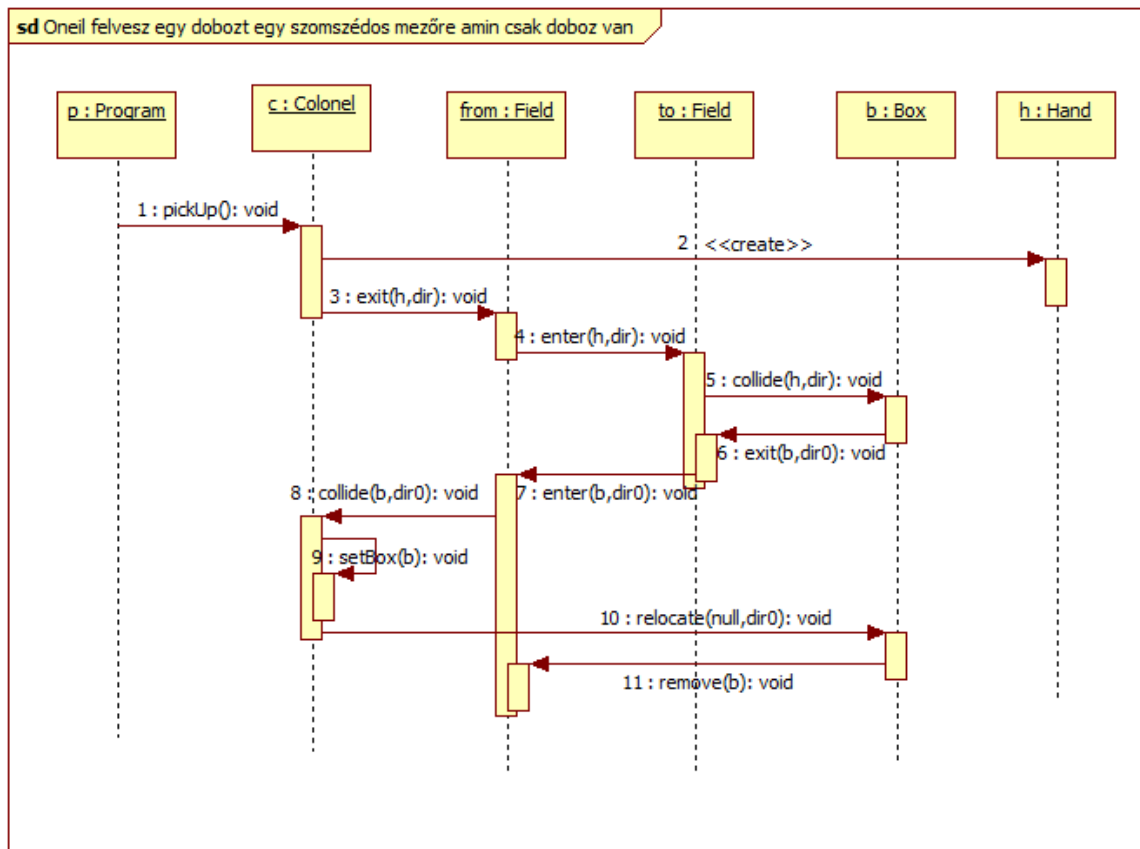 sd Oneil felvesz egy dobozt egy szomszédos mezőre amin csak doboz van
p : Program
c : Colonel
from : Field
to : Field
b : Box
h : Hand
1 : pickUp(): void
2 : <<create>>
3 : exit(h,dir): void
4 : enter(h,dir): void
5 : collide(h,dir): void
6 : exit(b,dir0): void
7 : enter(b,dir0): void
8 : collide(b,dir0): void
9 : setBox(b): void
10 : relocate(null,dir0): void
11 : remove(b): void